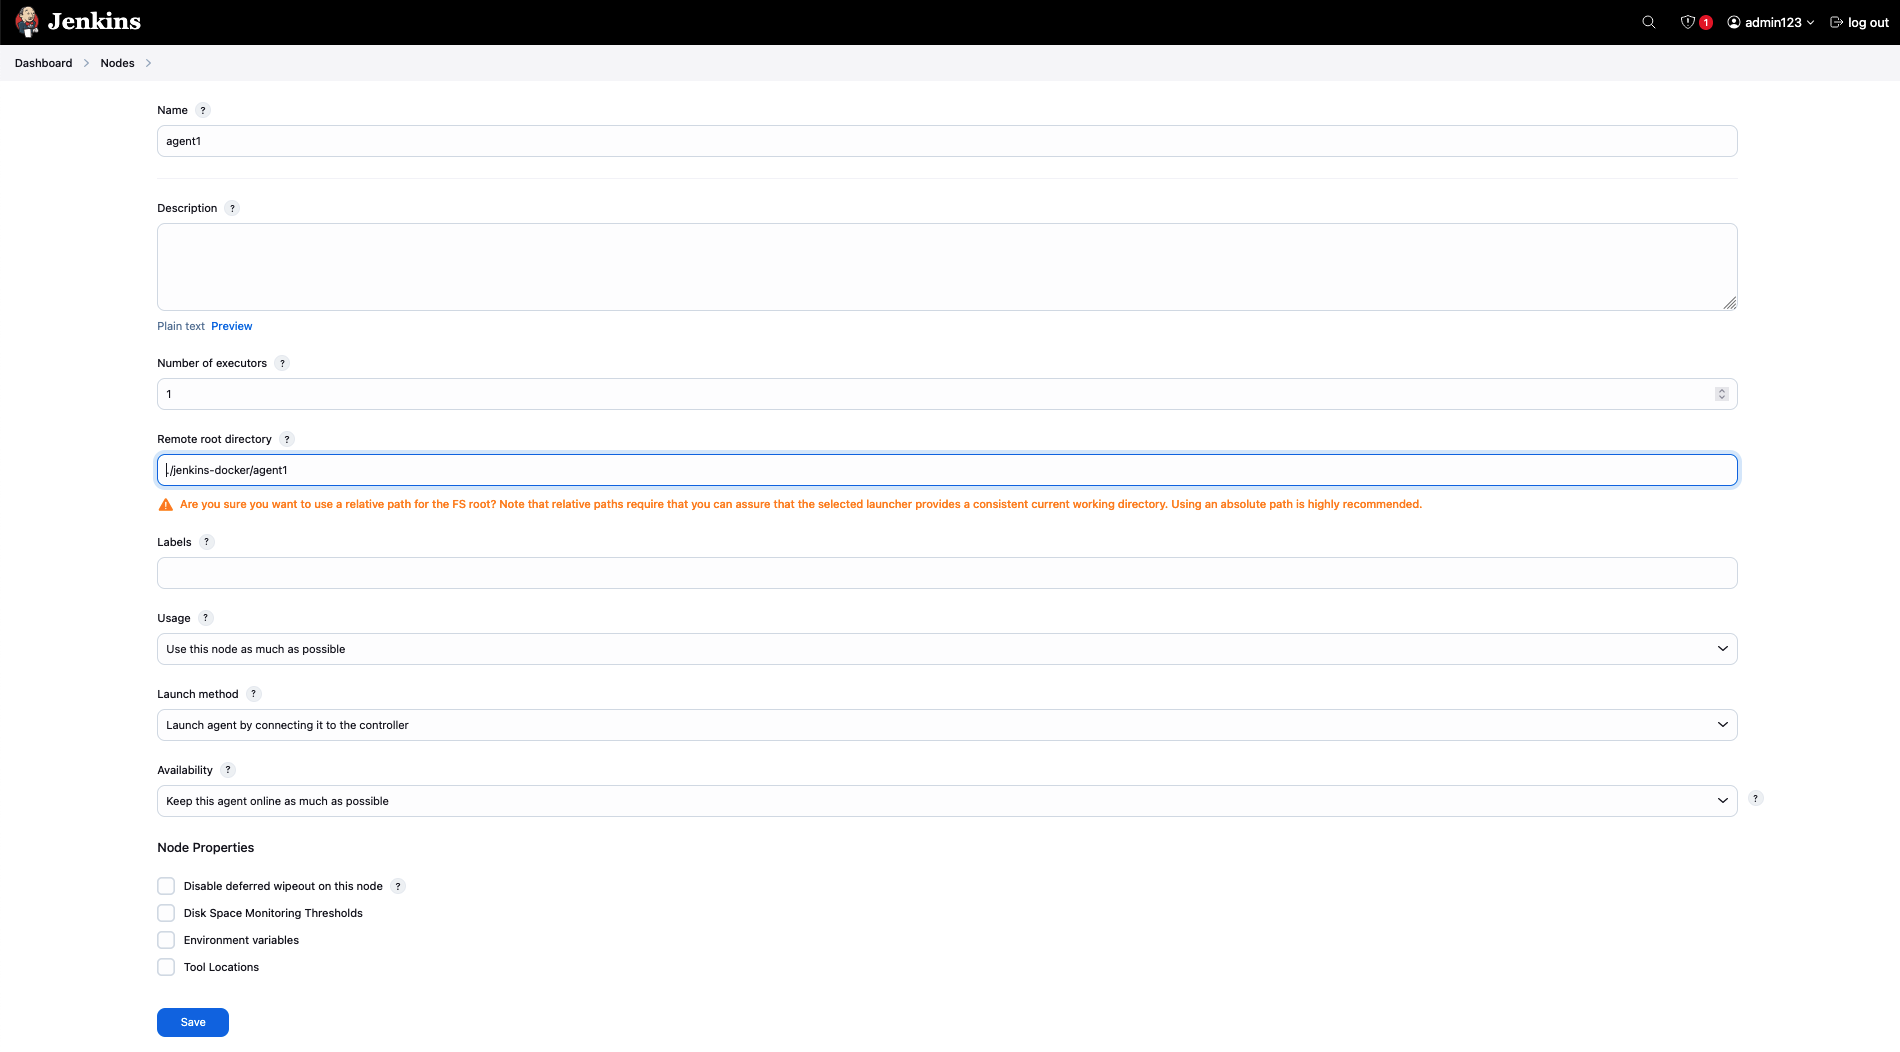 Jenkins
1
admin123
log out
Dashboard
Nodes
Name ?
agent1
Description ?
Plain text Preview
Number of executors ?
1
Remote root directory ?
./jenkins-docker/agent1
Are you sure you want to use a relative path for the FS root? Note that relative paths require that you can assure that the selected launcher provides a consistent current working directory. Using an absolute path is highly recommended.
Labels ?
Usage ?
Use this node as much as possible
Launch method ?
Launch agent by connecting it to the controller
Availability ?
Keep this agent online as much as possible
?
Node Properties
Disable deferred wipeout on this node ?
Disk Space Monitoring Thresholds
Environment variables
Tool Locations
Save